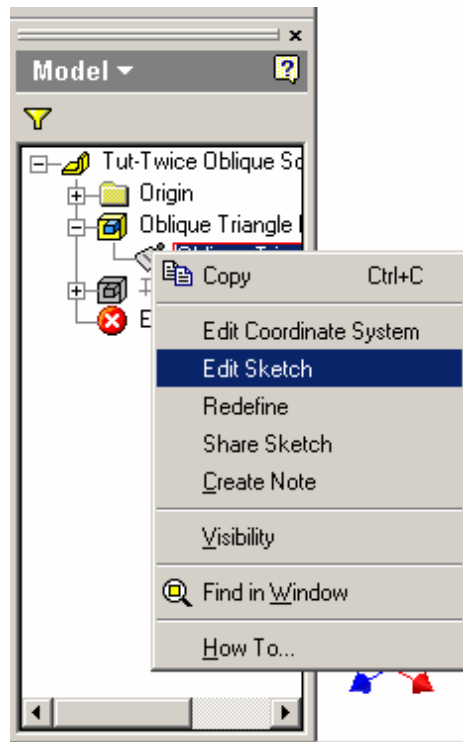 Model
Tut-Twice Oblique So
Origin
Oblique Triangle
Copy Ctrl+C
E
Edit Coordinate System
Edit Sketch
Redefine
Share Sketch
Create Note
Visibility
Find in Window
How To...